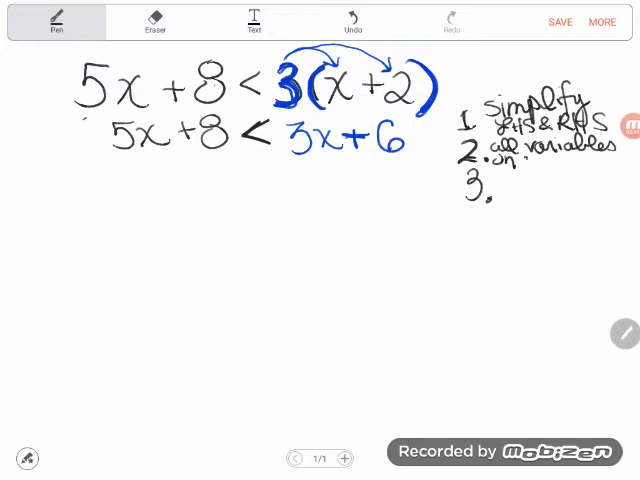 Pen
Eraser
Text
Undo
Redo
SAVE
MORE
5x + 8 < 3(x + 2)
5x + 8 < 3x + 6
1. simplify
LHS & RHS
2. all variables
on
3.
1/1
Recorded by mobizen